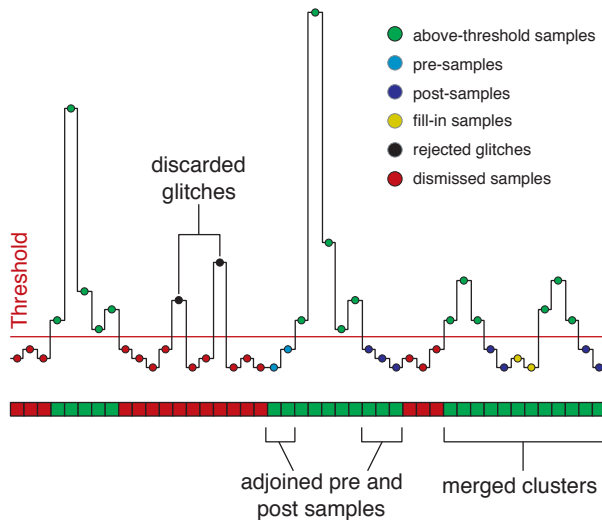 above-threshold samples
pre-samples
post-samples
fill-in samples
rejected glitches
dismissed samples
discarded
glitches
Threshold
adjoined pre and
post samples
merged clusters